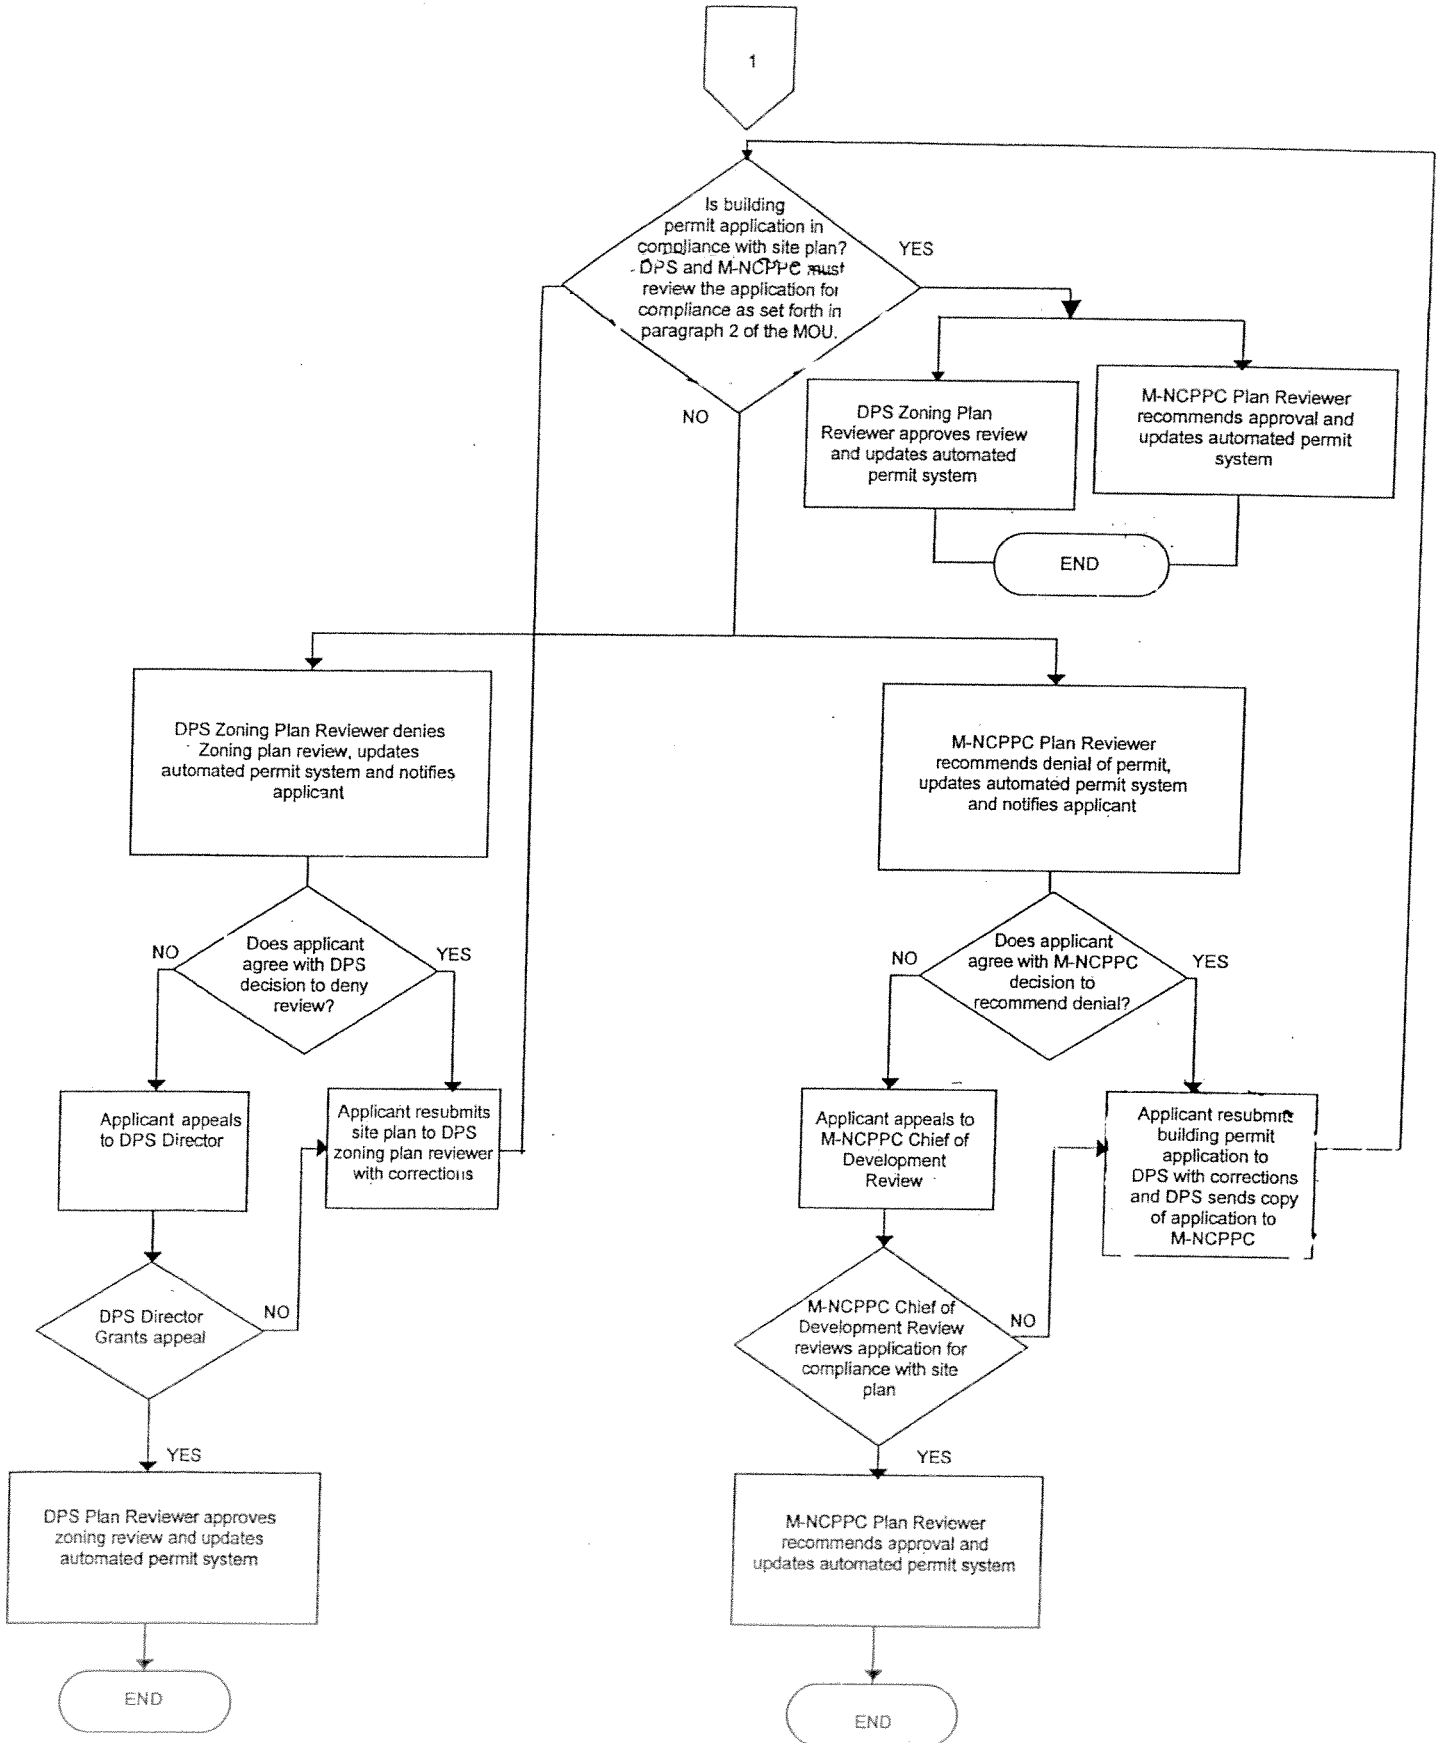 1
Is building
permit application in
compliance with site plan?
DPS and M-NCPPC must
review the application for
compliance as set forth in
paragraph 2 of the MOU.
YES
NO
DPS Zoning Plan
Reviewer approves review
and updates automated
permit system
M-NCPPC Plan Reviewer
recommends approval and
updates automated permit
system
END
DPS Zoning Plan Reviewer denies
Zoning plan review, updates
automated permit system and notifies
applicant
M-NCPPC Plan Reviewer
recommends denial of permit,
updates automated permit system
and notifies applicant
NO
Does applicant
agree with DPS
decision to deny
review?
YES
NO
Does applicant
agree with M-NCPPC
decision to
recommend denial?
YES
Applicant appeals
to DPS Director
Applicant resubmits
site plan to DPS
zoning plan reviewer
with corrections
Applicant appeals to
M-NCPPC Chief of
Development
Review
Applicant resubmits
building permit
application to
DPS with corrections
and DPS sends copy
of application to
M-NCPPC
DPS Director
Grants appeal
NO
M-NCPPC Chief of
Development Review
reviews application for
compliance with site
plan
NO
YES
YES
DPS Plan Reviewer approves
zoning review and updates
automated permit system
M-NCPPC Plan Reviewer
recommends approval and
updates automated permit system
END
END